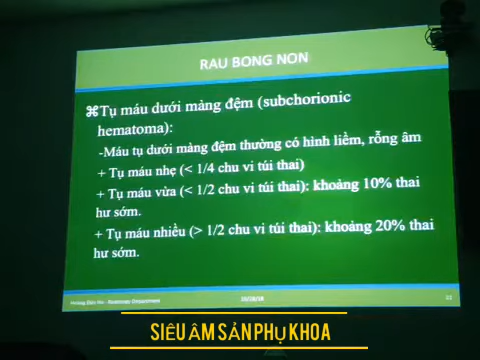 RAU BONG NON
⌘Tụ máu dưới màng đệm (subchorionic
hematoma):
-Máu tụ dưới màng đệm thường có hình liềm, rỗng âm
+ Tụ máu nhẹ (< 1/4 chu vi túi thai)
+ Tụ máu vừa (< 1/2 chu vi túi thai): khoảng 10% thai
hư sớm.
+ Tụ máu nhiều (> 1/2 chu vi túi thai): khoảng 20% thai
hư sớm.
SIÊU ÂM SẢN PHỤ KHOA